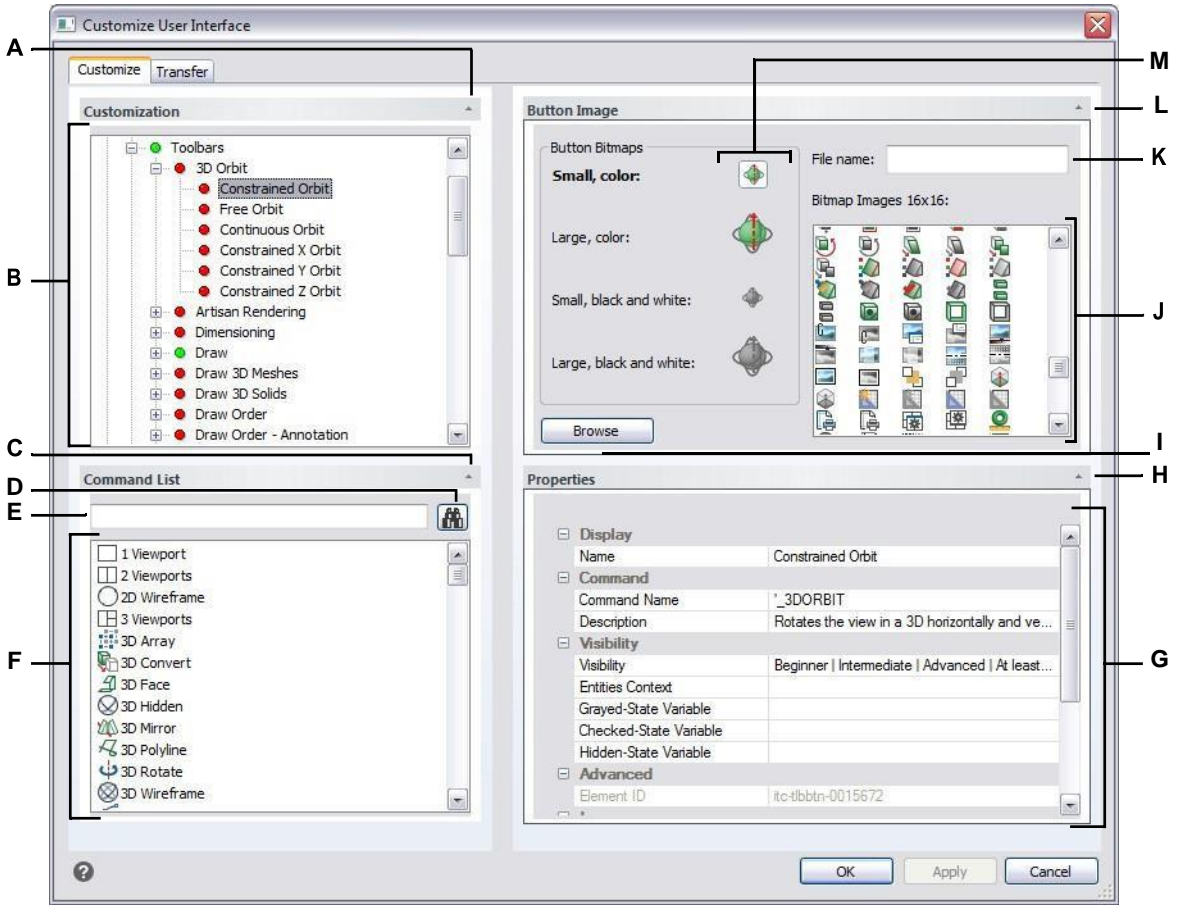 Customize User Interface
A
M
Customize Transfer
Customization
Button Image
L
Toolbars
3D Orbit
Constrained Orbit
Free Orbit
Continuous Orbit
Constrained X Orbit
Constrained Y Orbit
Constrained Z Orbit
Artisan Rendering
Dimensioning
Draw
Draw 3D Meshes
Draw 3D Solids
Draw Order
Draw Order - Annotation
B
Button Bitmaps
Small, color:
Large, color:
Small, black and white:
Large, black and white:
Browse
File name:
K
Bitmap Images 16x16:
J
I
C
Command List
D
E
1 Viewport
2 Viewports
2D Wireframe
3 Viewports
3D Array
3D Convert
3D Face
3D Hidden
3D Mirror
3D Polyline
3D Rotate
3D Wireframe
F
Properties
H
Display
Name Constrained Orbit
Command
Command Name '_3DORBIT
Description Rotates the view in a 3D horizontally and ve...
Visibility
Visibility Beginner | Intermediate | Advanced | At least...
Entities Context
Grayed-State Variable
Checked-State Variable
Hidden-State Variable
Advanced
Element ID itc-tlbbtn-0015672
G
?
OK Apply Cancel